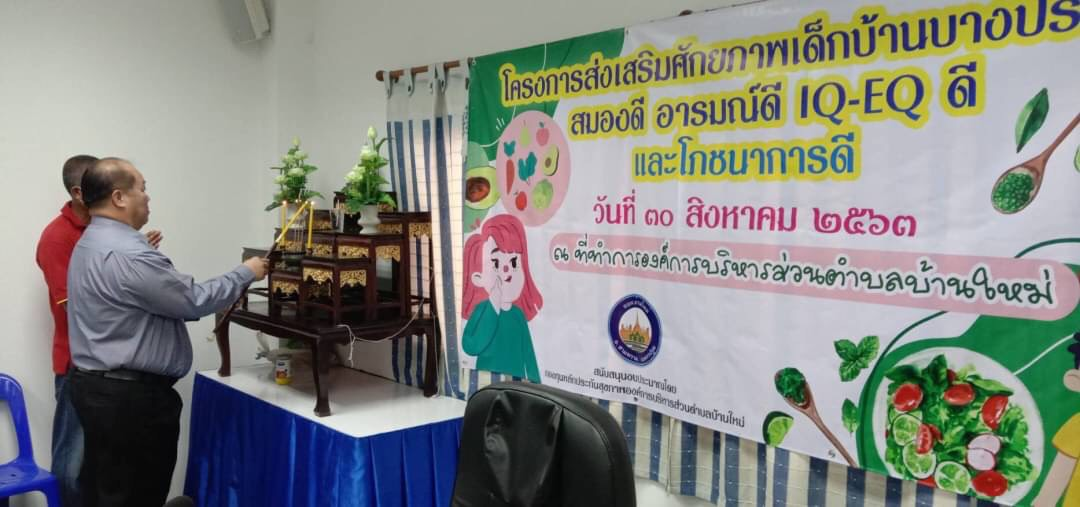 โครงการส่งเสริมศักยภาพเด็กบ้านบางประ
สมองดี อารมณ์ดี IQ-EQ ดี
และโภชนาการดี
วันที่ ๓๐ สิงหาคม ๒๕๖๓
ณ ที่ทำการองค์การบริหารส่วนตำบลบ้านใหม่
สนับสนุนงบประมาณโดย
กองทุนหลักประกันสุขภาพองค์การบริหารส่วนตำบลบ้านใหม่